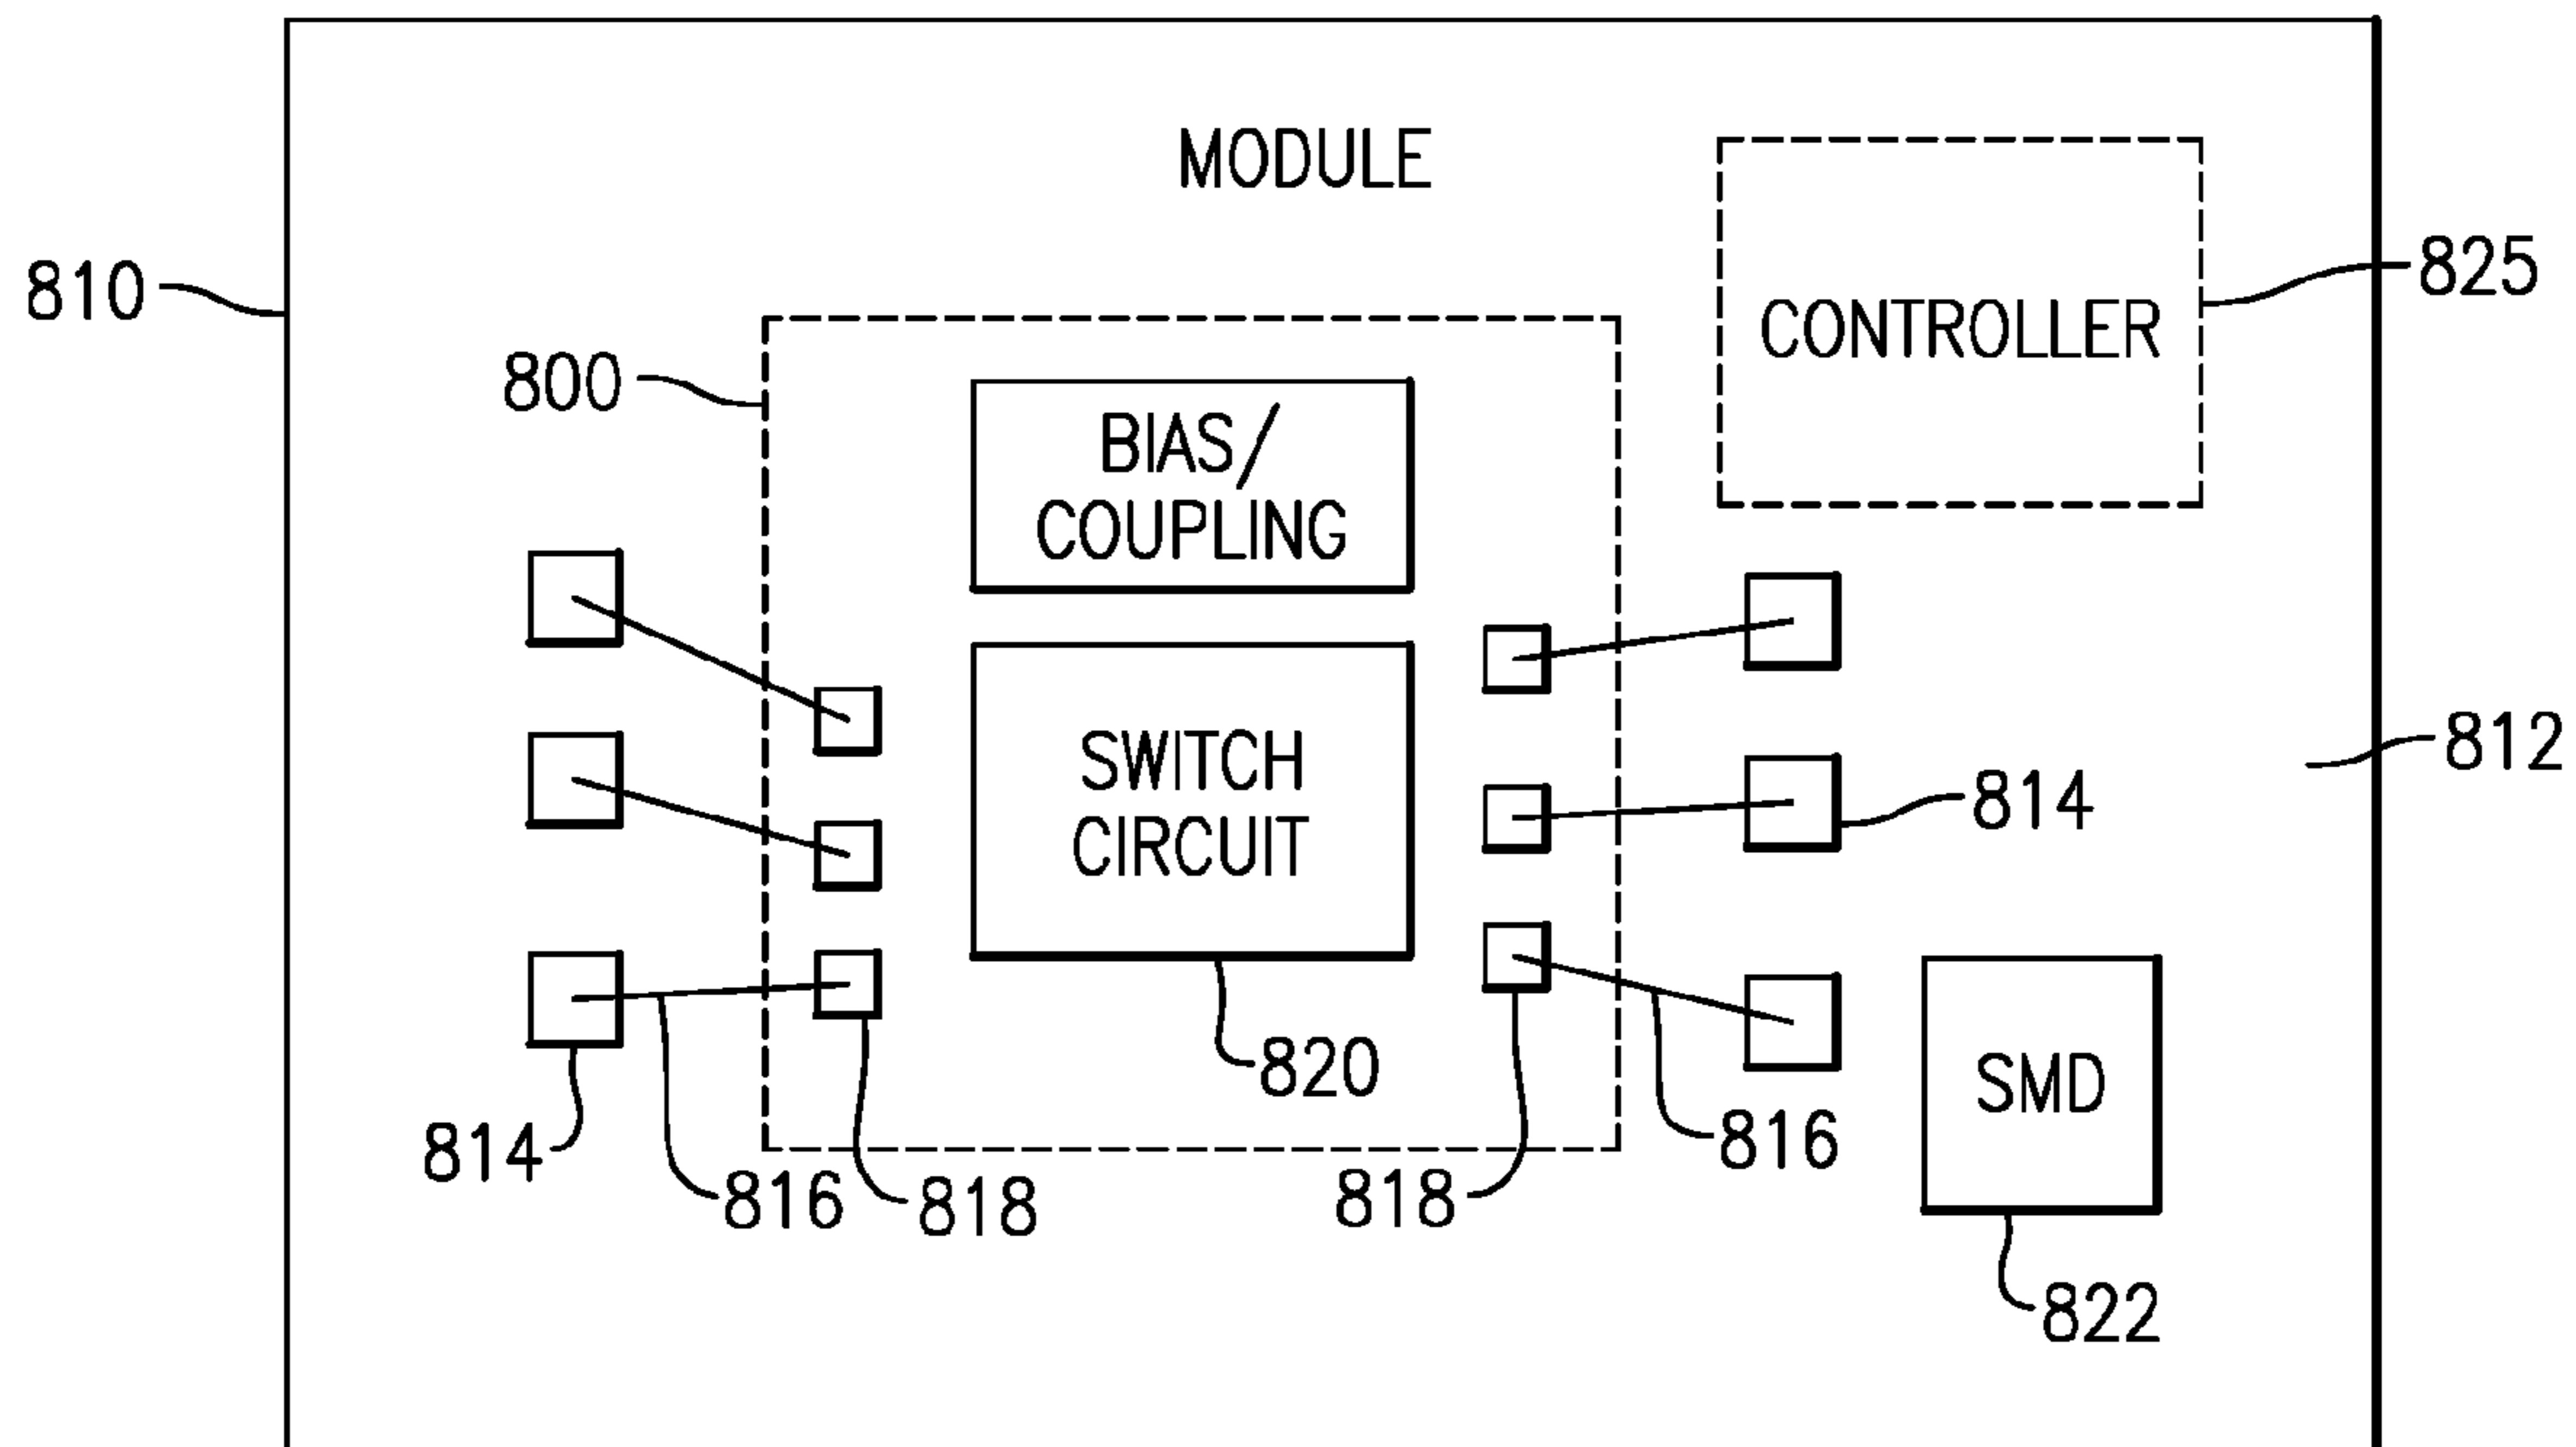 MODULE
810
825
CONTROLLER
800
BIAS/
COUPLING
SWITCH
CIRCUIT
812
814
820
SMD
814
816
818
818
816
822